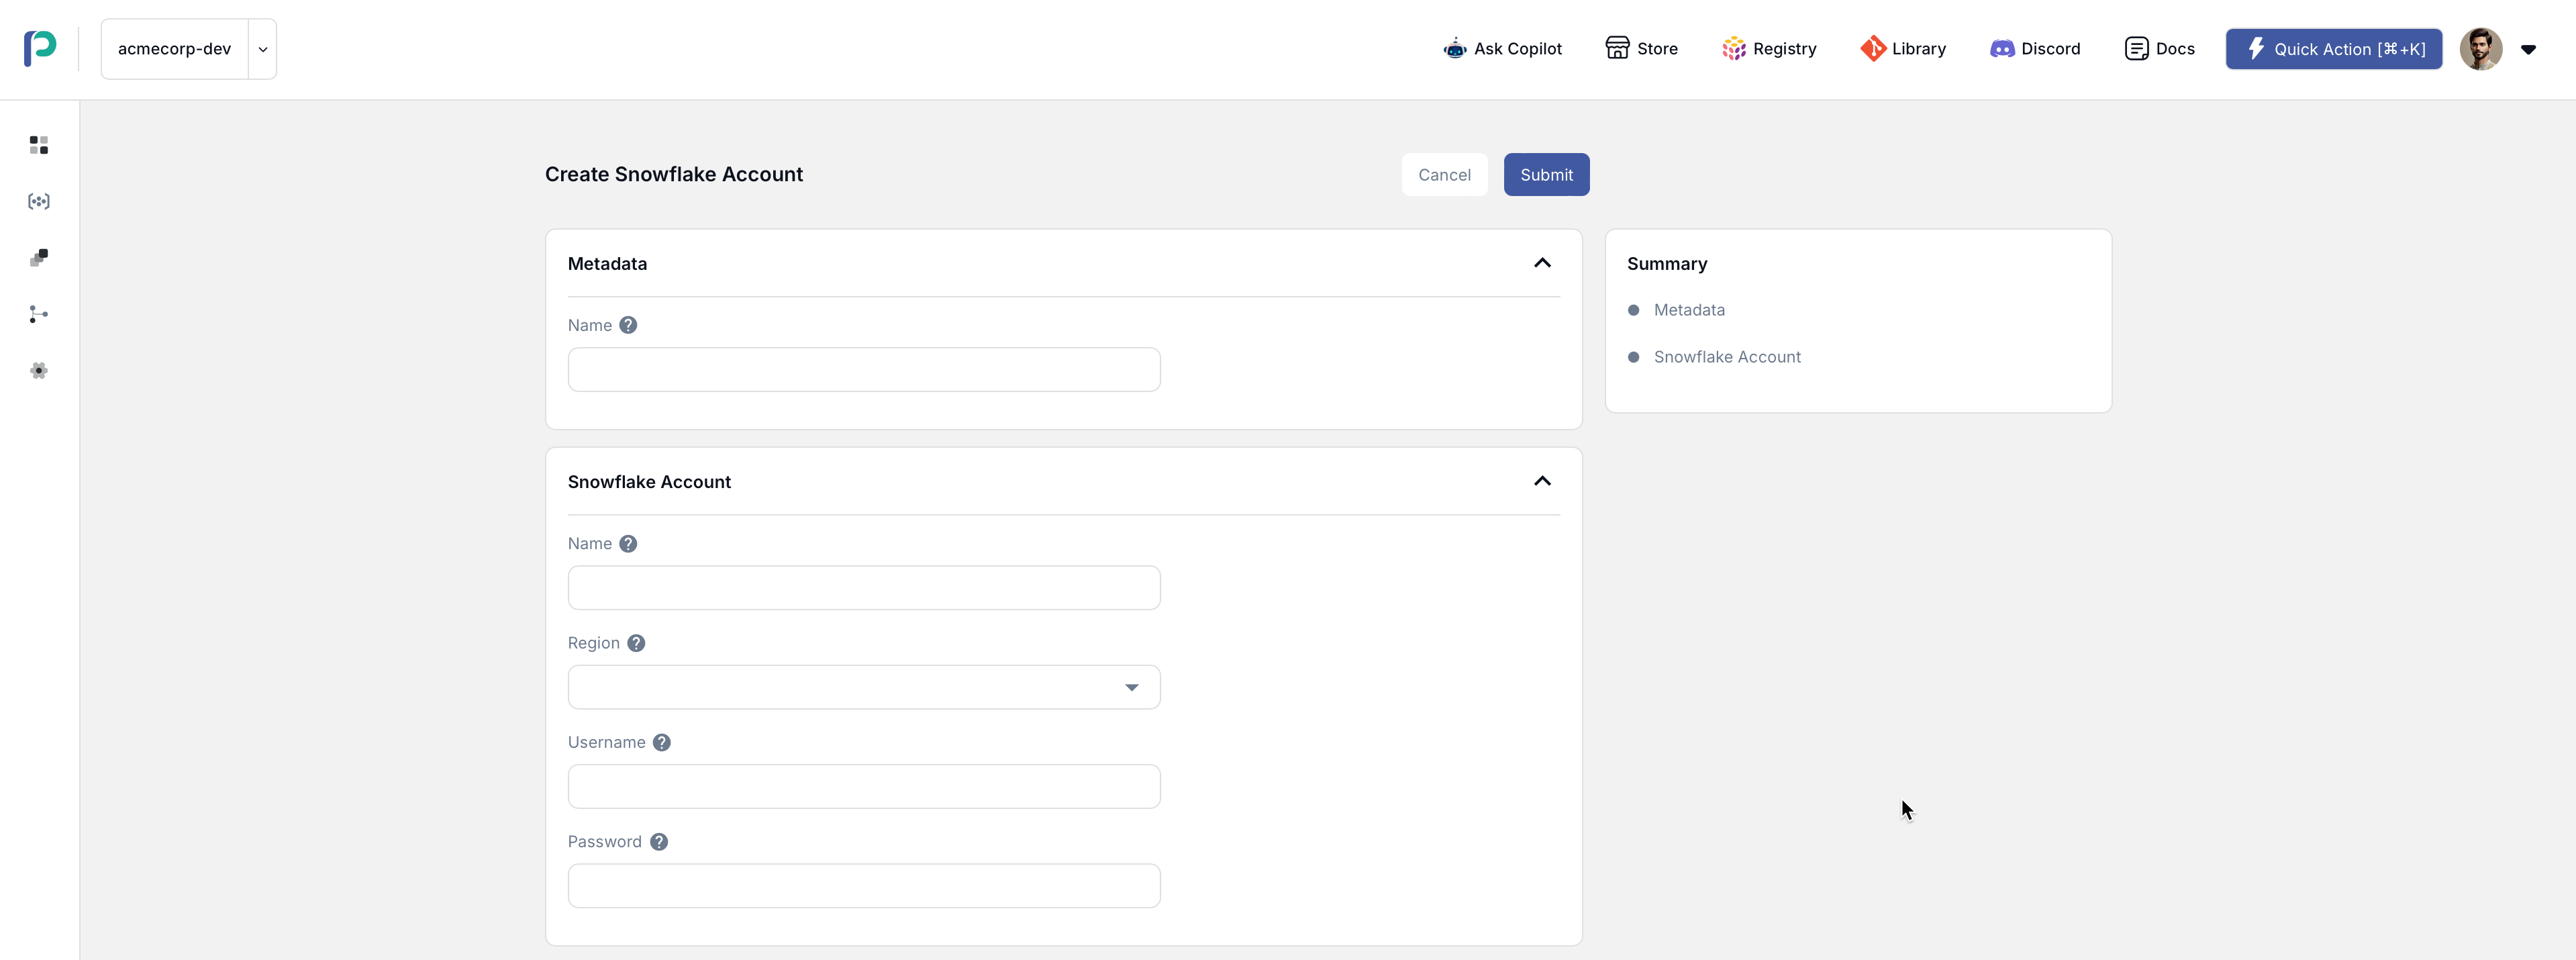 acmecorp-dev
Ask Copilot
Store
Registry
Library
Discord
Docs
Quick Action [⌘+K]
Create Snowflake Account
Cancel
Submit
Metadata
Name
Summary
Metadata
Snowflake Account
Snowflake Account
Name
Region
Username
Password